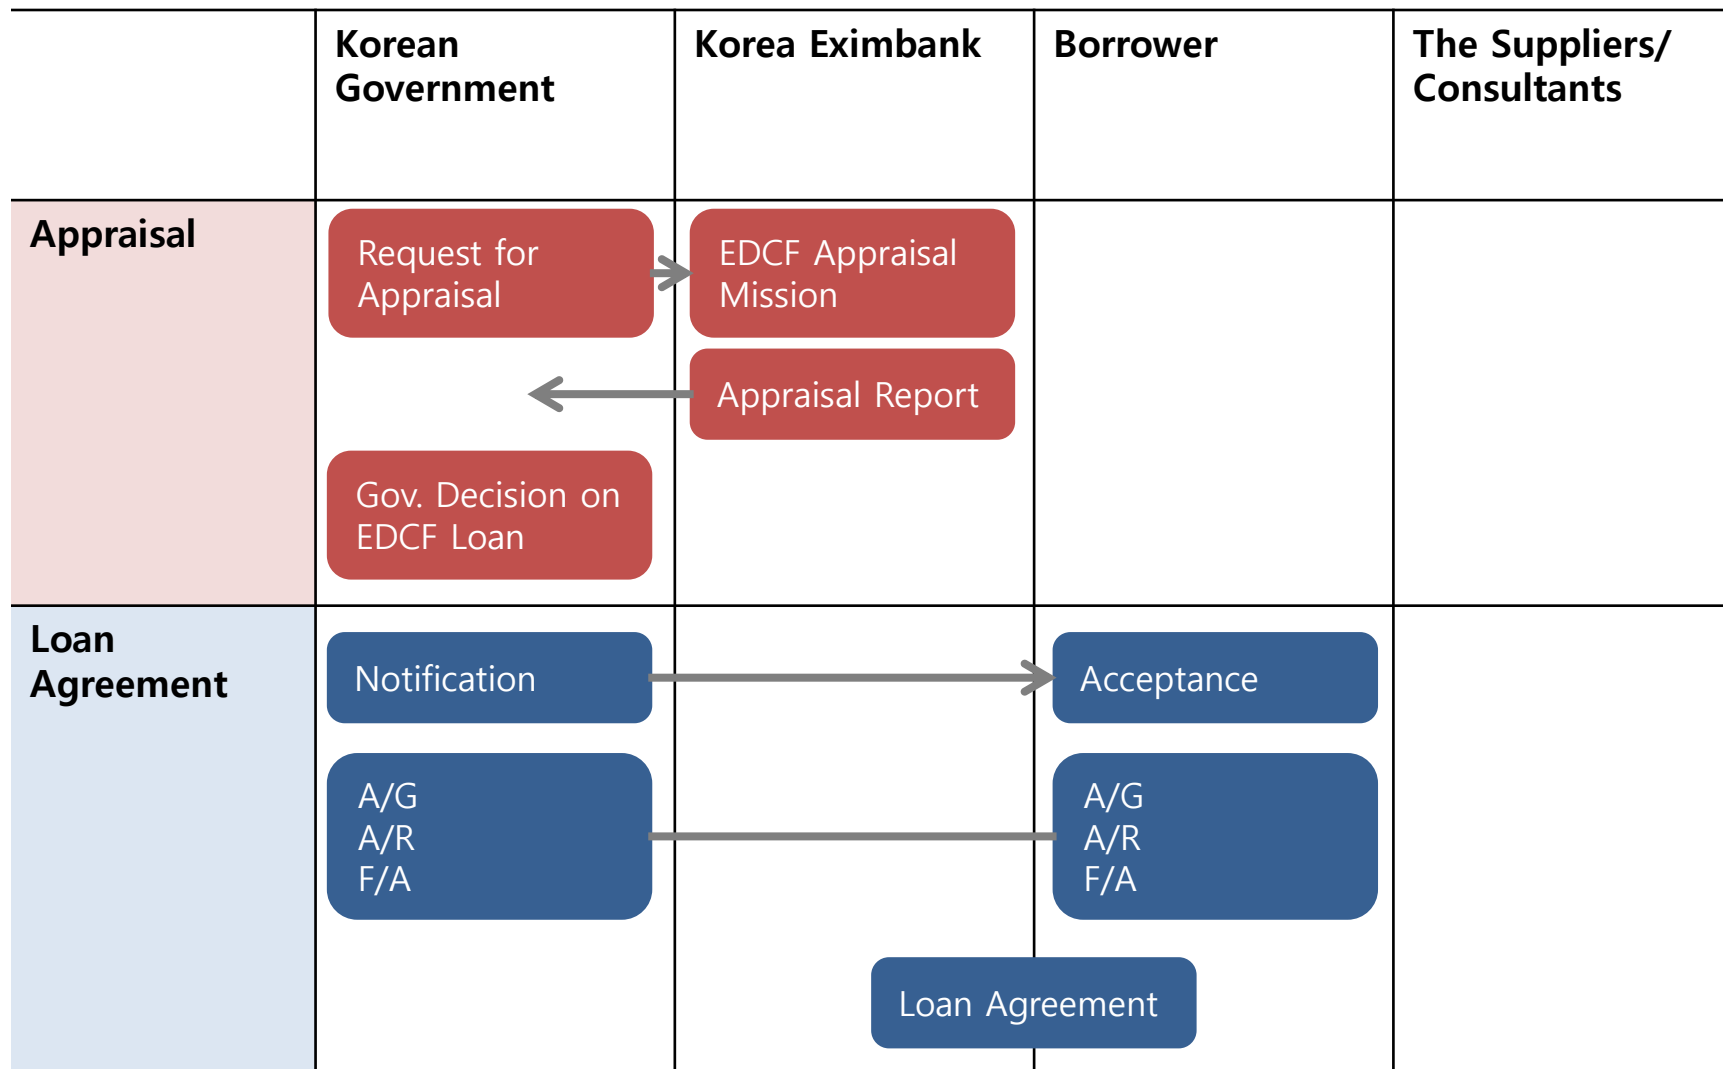 Korean
Government
Korea Eximbank
Borrower
The Suppliers/
Consultants
Appraisal
Request for
Appraisal
EDCF Appraisal
Mission
Appraisal Report
Gov. Decision on
EDCF Loan
Loan
Agreement
Notification
Acceptance
A/G
A/R
F/A
A/G
A/R
F/A
Loan Agreement